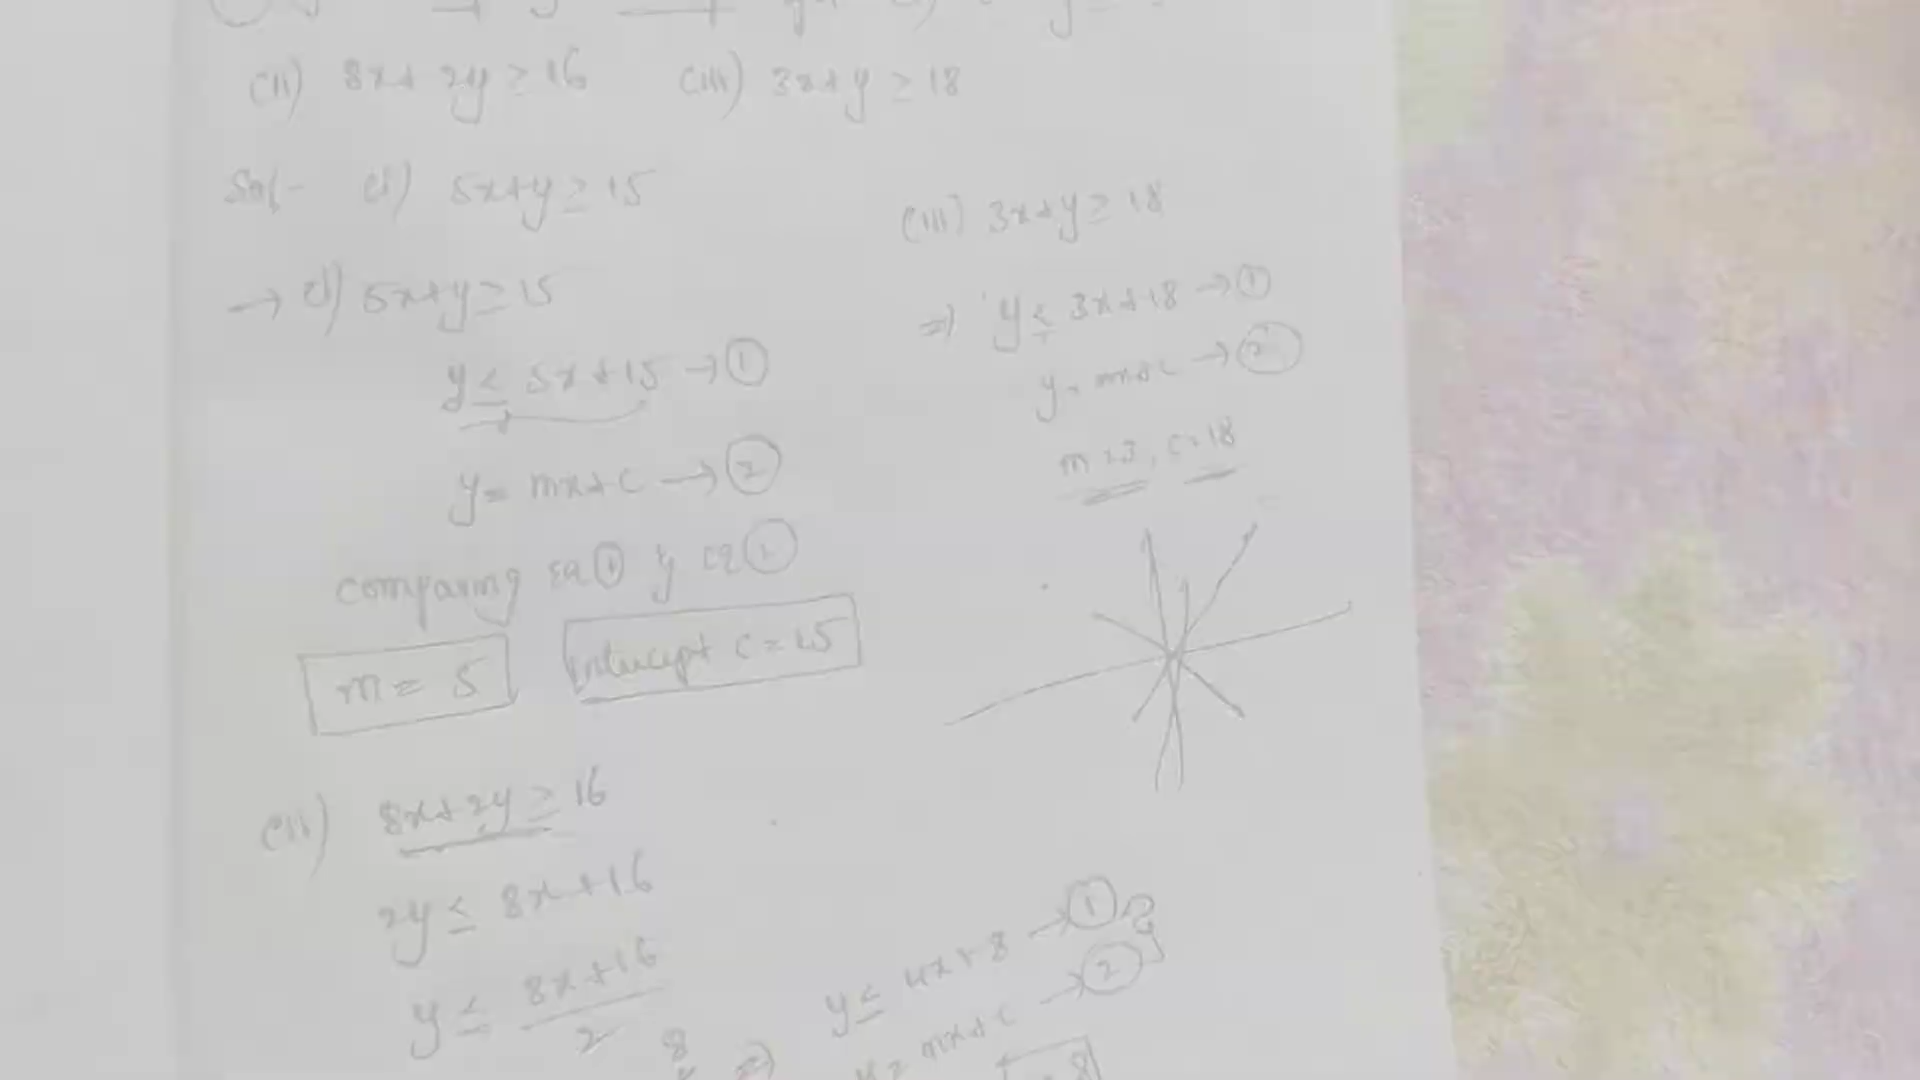 (ii) 8x+2y ≥ 16 (iii) 3x+y ≥ 18
Sol- (i) 5x+y ≥ 15
→ (i) 5x+y ≥ 15
y ≤ 5x+15 → ①
y = mx+c → ②
comparing eq ① & eq ②
m = 5 intercept c = 15
(ii) 8x+2y ≥ 16
2y ≤ 8x+16
y ≤ 8x+16
2
(iii) 3x+y ≥ 18
⇒ y ≤ 3x+18 → ①
y = mx+c → ②
m = 3, c = 18
y ≤ 4x+8 → ①
y = mx+c → ②